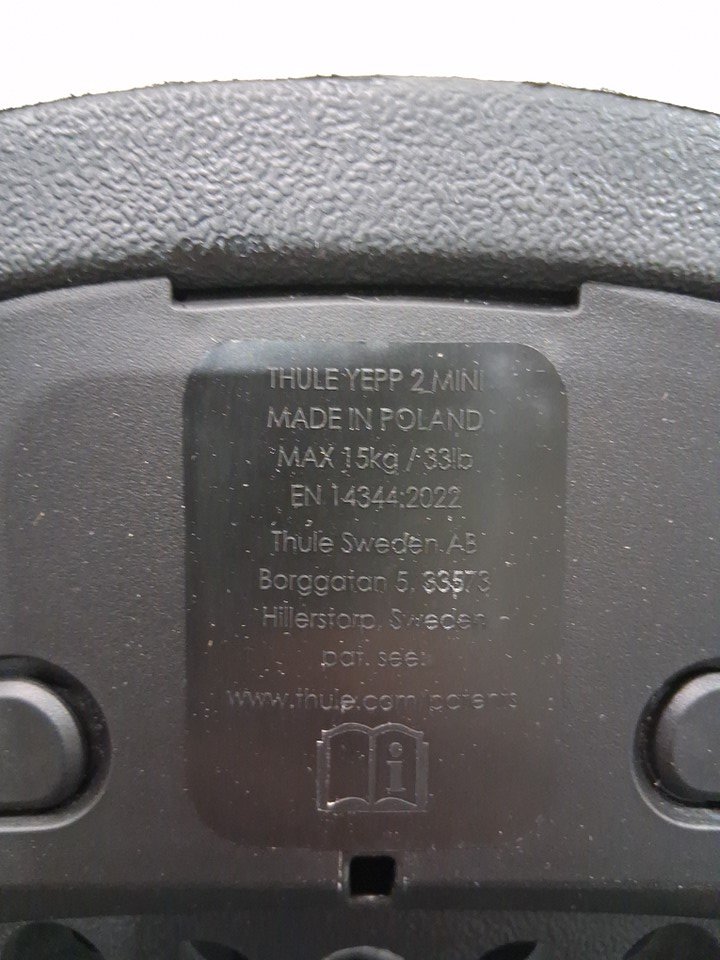 THULE YEPP 2 MINI
MADE IN POLAND
MAX 15kg / 33lb
EN 14344:2022
Thule Sweden AB
Borggatan 5, 33573
Hillerstorp, Sweden
pat. see:
www.thule.com/patents
i